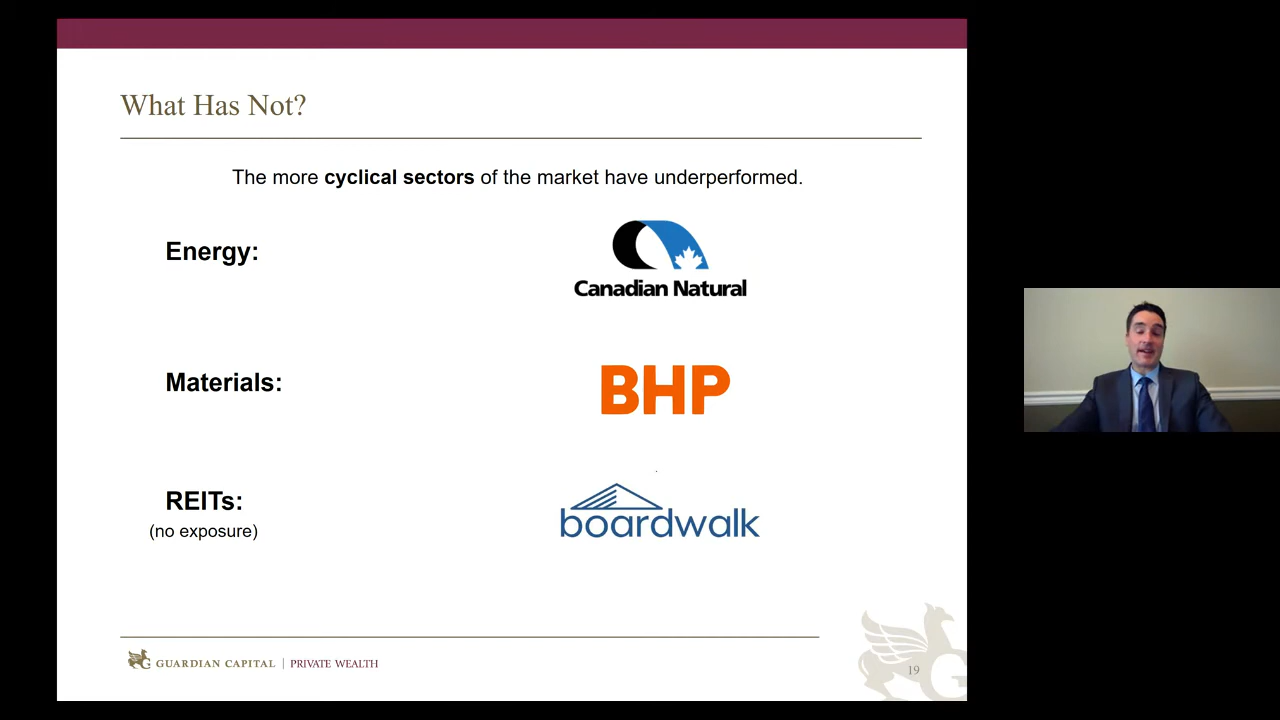 What Has Not?
The more cyclical sectors of the market have underperformed.
Energy:
Canadian Natural
Materials:
BHP
REITs:
(no exposure)
boardwalk
GUARDIAN CAPITAL | PRIVATE WEALTH
G
19